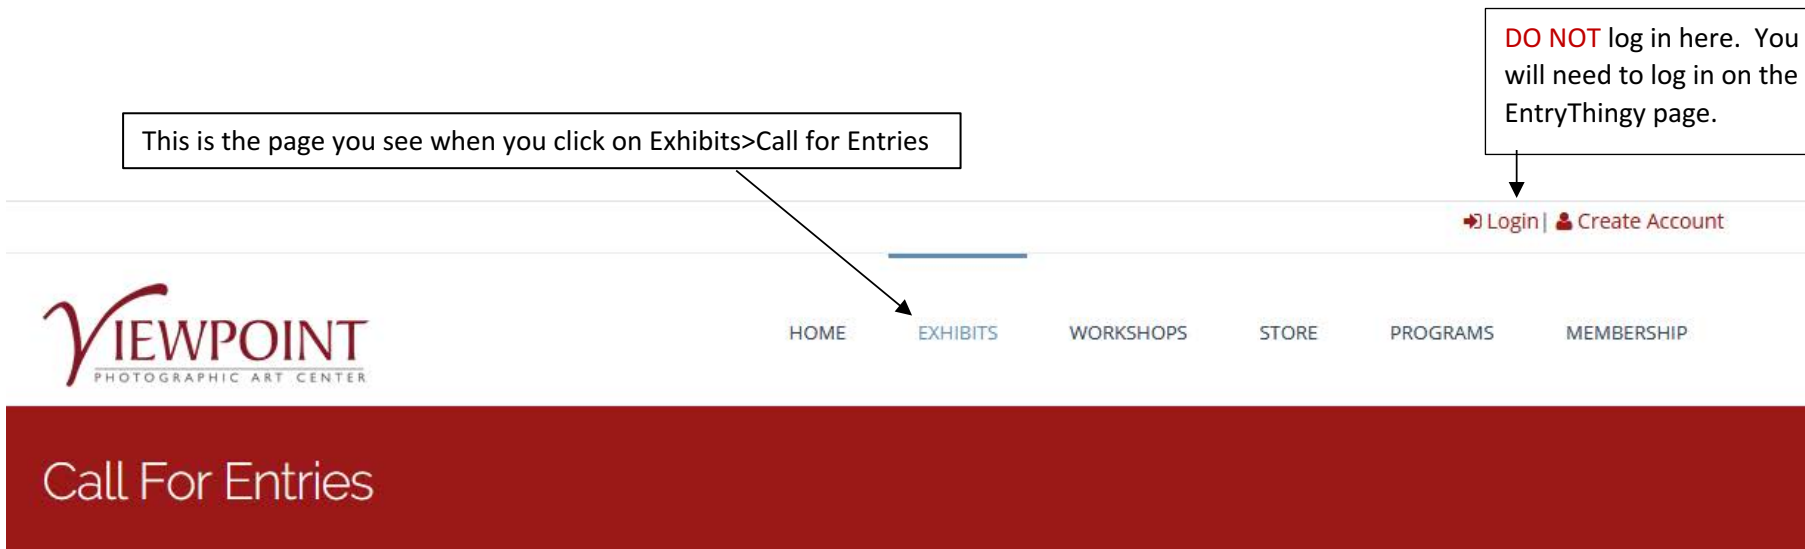 DO NOT log in here.  You
will need to log in on the
EntryThingy page.
This is the page you see when you click on Exhibits>Call for Entries
Login| Create Account
VIEWPOINT
PHOTOGRAPHIC ART CENTER
HOME EXHIBITS WORKSHOPS STORE PROGRAMS MEMBERSHIP
Call For Entries